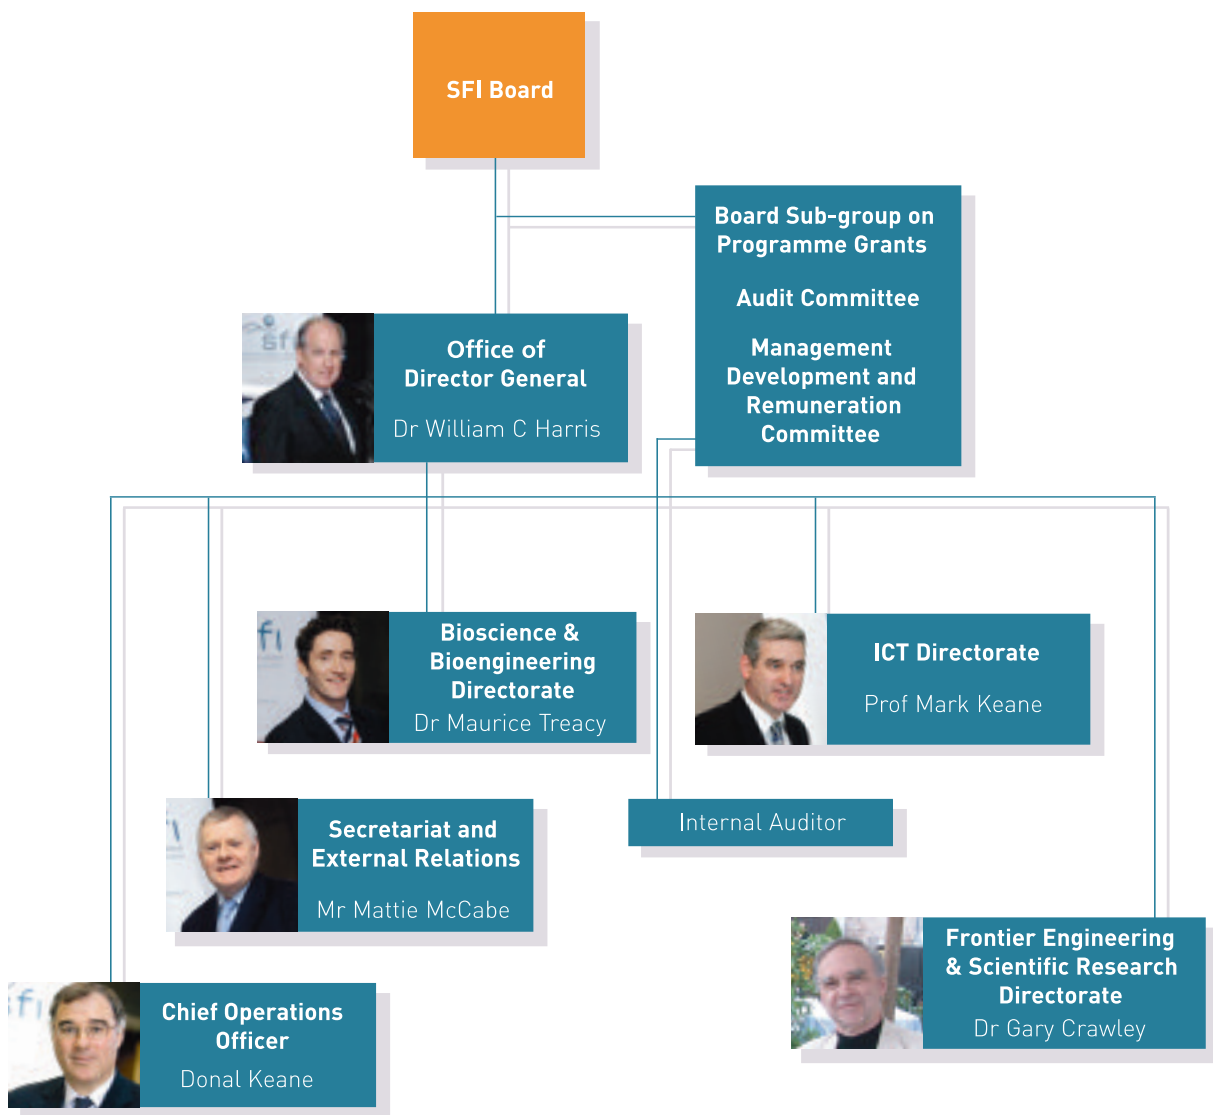 SFI Board
Board Sub-group on
Programme Grants
Audit Committee
Management
Development and
Remuneration
Committee
Office of
Director General
Dr William C Harris
Bioscience &
Bioengineering
Directorate
Dr Maurice Treacy
ICT Directorate
Prof Mark Keane
Secretariat and
External Relations
Mr Mattie McCabe
Internal Auditor
Frontier Engineering
& Scientific Research
Directorate
Dr Gary Crawley
Chief Operations
Officer
Donal Keane